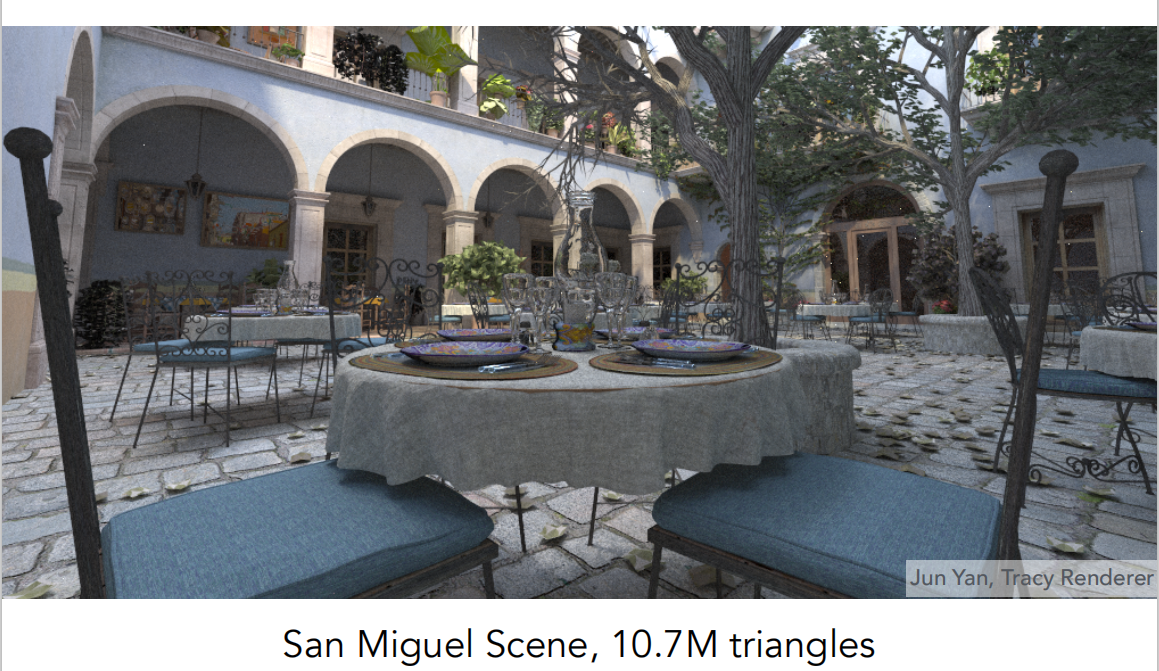 Jun Yan, Tracy Renderer
San Miguel Scene, 10.7M triangles